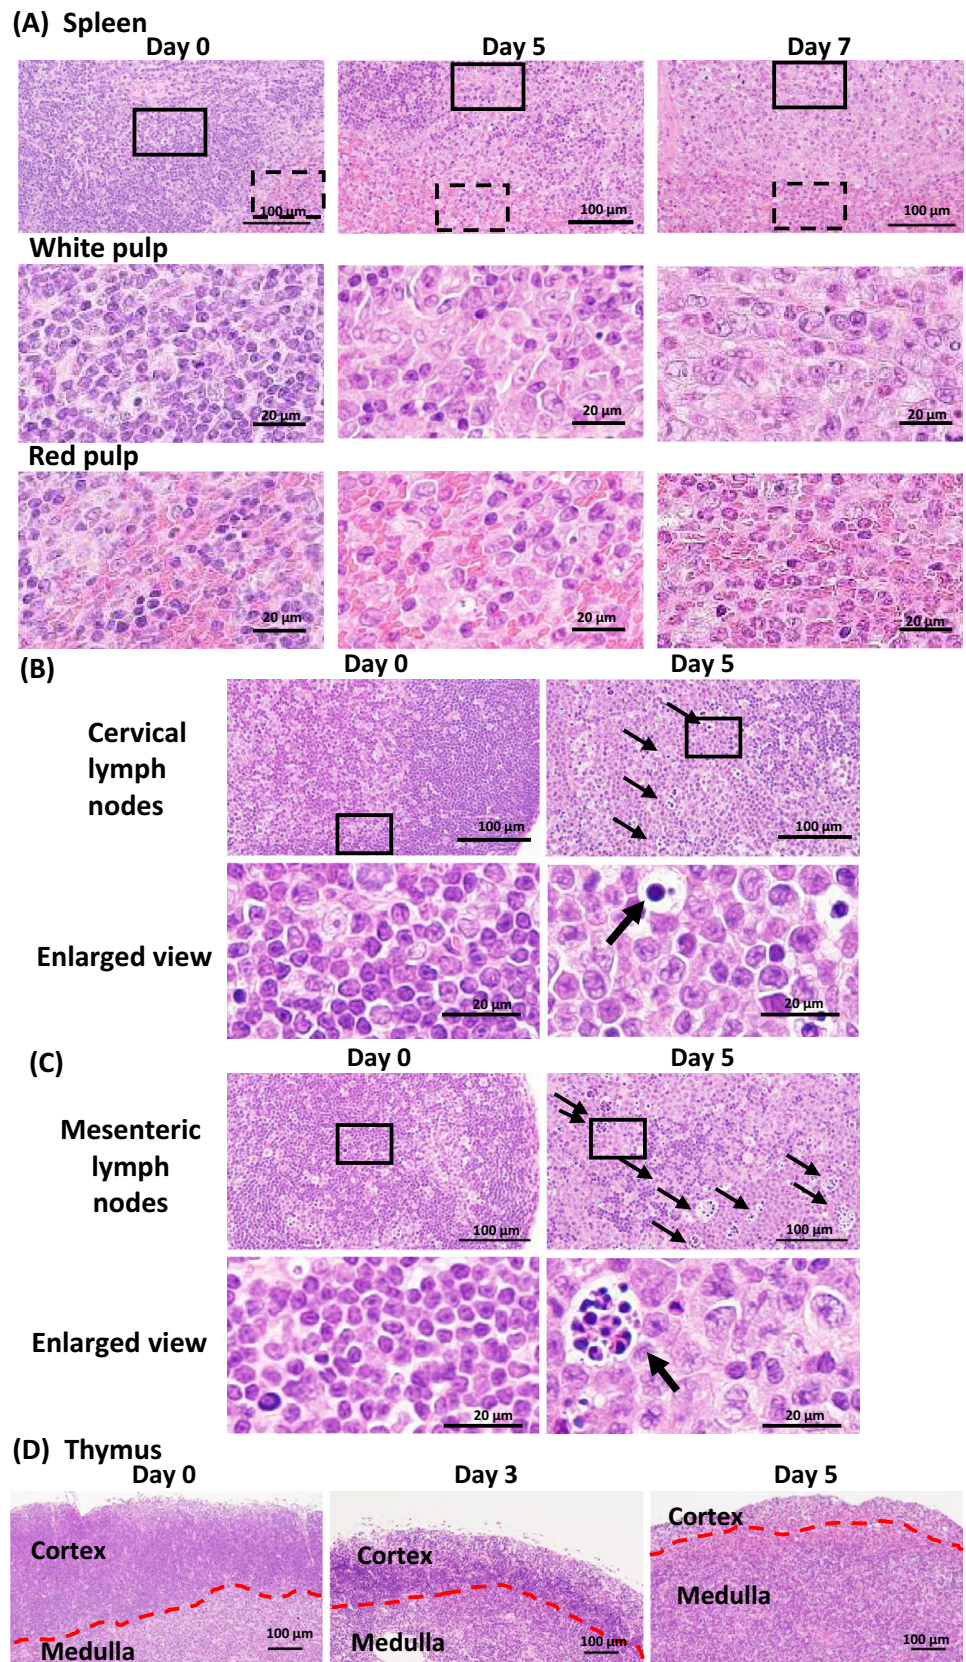 (A) Spleen
Day 0
Day 5
Day 7
100 µm
100 µm
100 µm
White pulp
20 µm
20 µm
20 µm
Red pulp
20 µm
20 µm
20 µm
(B)
Day 0
Day 5
Cervical
lymph
nodes
100 µm
100 µm
Enlarged view
20 µm
20 µm
(C)
Day 0
Day 5
Mesenteric
lymph
nodes
100 µm
100 µm
Enlarged view
20 µm
20 µm
(D) Thymus
Day 0
Day 3
Day 5
Cortex
Medulla
100 µm
Cortex
Medulla
100 µm
Cortex
Medulla
100 µm